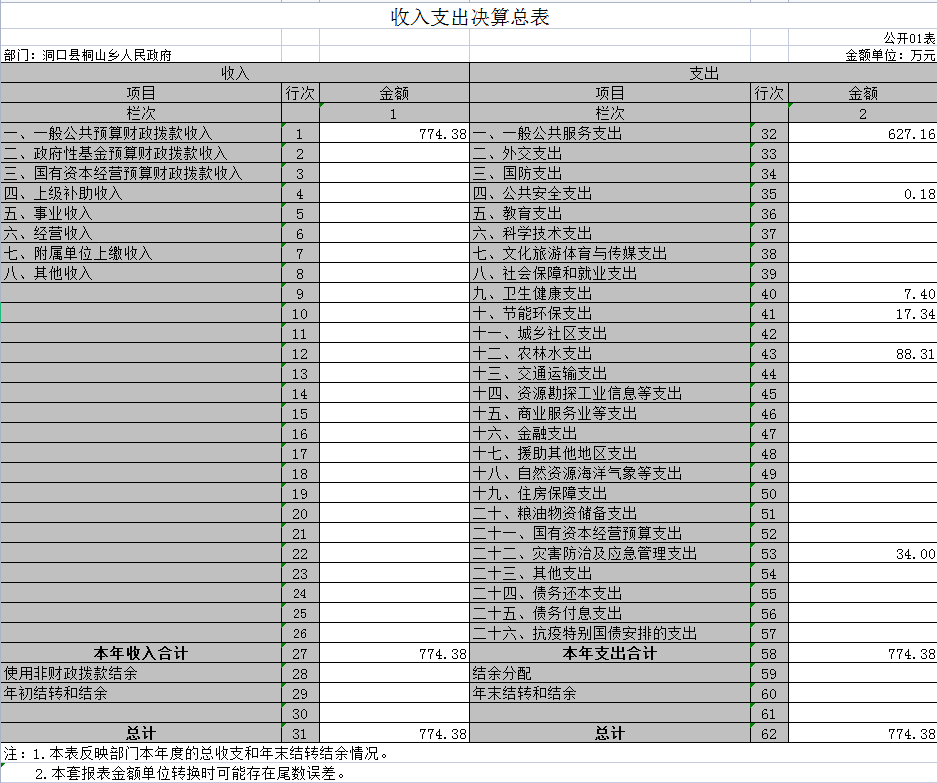 收入支出决算总表
公开01表
部门：洞口县桐山乡人民政府 金额单位：万元
收入 支出
项目 行次 金额 项目 行次 金额
栏次 1 栏次 2
一、一般公共预算财政拨款收入 1 774.38 一、一般公共服务支出 32 627.16
二、政府性基金预算财政拨款收入 2 二、外交支出 33
三、国有资本经营预算财政拨款收入 3 三、国防支出 34
四、上级补助收入 4 四、公共安全支出 35 0.18
五、事业收入 5 五、教育支出 36
六、经营收入 6 六、科学技术支出 37
七、附属单位上缴收入 7 七、文化旅游体育与传媒支出 38
八、其他收入 8 八、社会保障和就业支出 39
9 九、卫生健康支出 40 7.40
10 十、节能环保支出 41 17.34
11 十一、城乡社区支出 42
12 十二、农林水支出 43 88.31
13 十三、交通运输支出 44
14 十四、资源勘探工业信息等支出 45
15 十五、商业服务业等支出 46
16 十六、金融支出 47
17 十七、援助其他地区支出 48
18 十八、自然资源海洋气象等支出 49
19 十九、住房保障支出 50
20 二十、粮油物资储备支出 51
21 二十一、国有资本经营预算支出 52
22 二十二、灾害防治及应急管理支出 53 34.00
23 二十三、其他支出 54
24 二十四、债务还本支出 55
25 二十五、债务付息支出 56
26 二十六、抗疫特别国债安排的支出 57
本年收入合计 27 774.38 本年支出合计 58 774.38
使用非财政拨款结余 28 结余分配 59
年初结转和结余 29 年末结转和结余 60
30 61
总计 31 774.38 总计 62 774.38
注：1.本表反映部门本年度的总收支和年末结转结余情况。
2.本套报表金额单位转换时可能存在尾数误差。